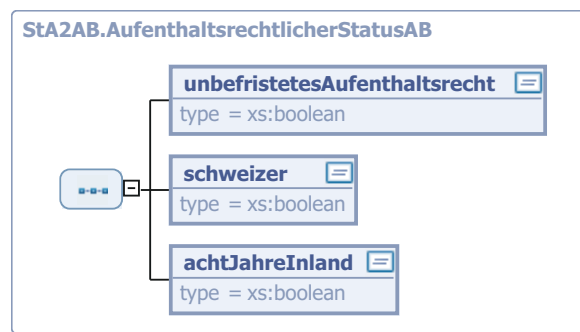 StA2AB.AufenthaltsrechtlicherStatusAB
unbefristetesAufenthaltsrecht
type = xs:boolean
schweizer
type = xs:boolean
achtJahreInland
type = xs:boolean